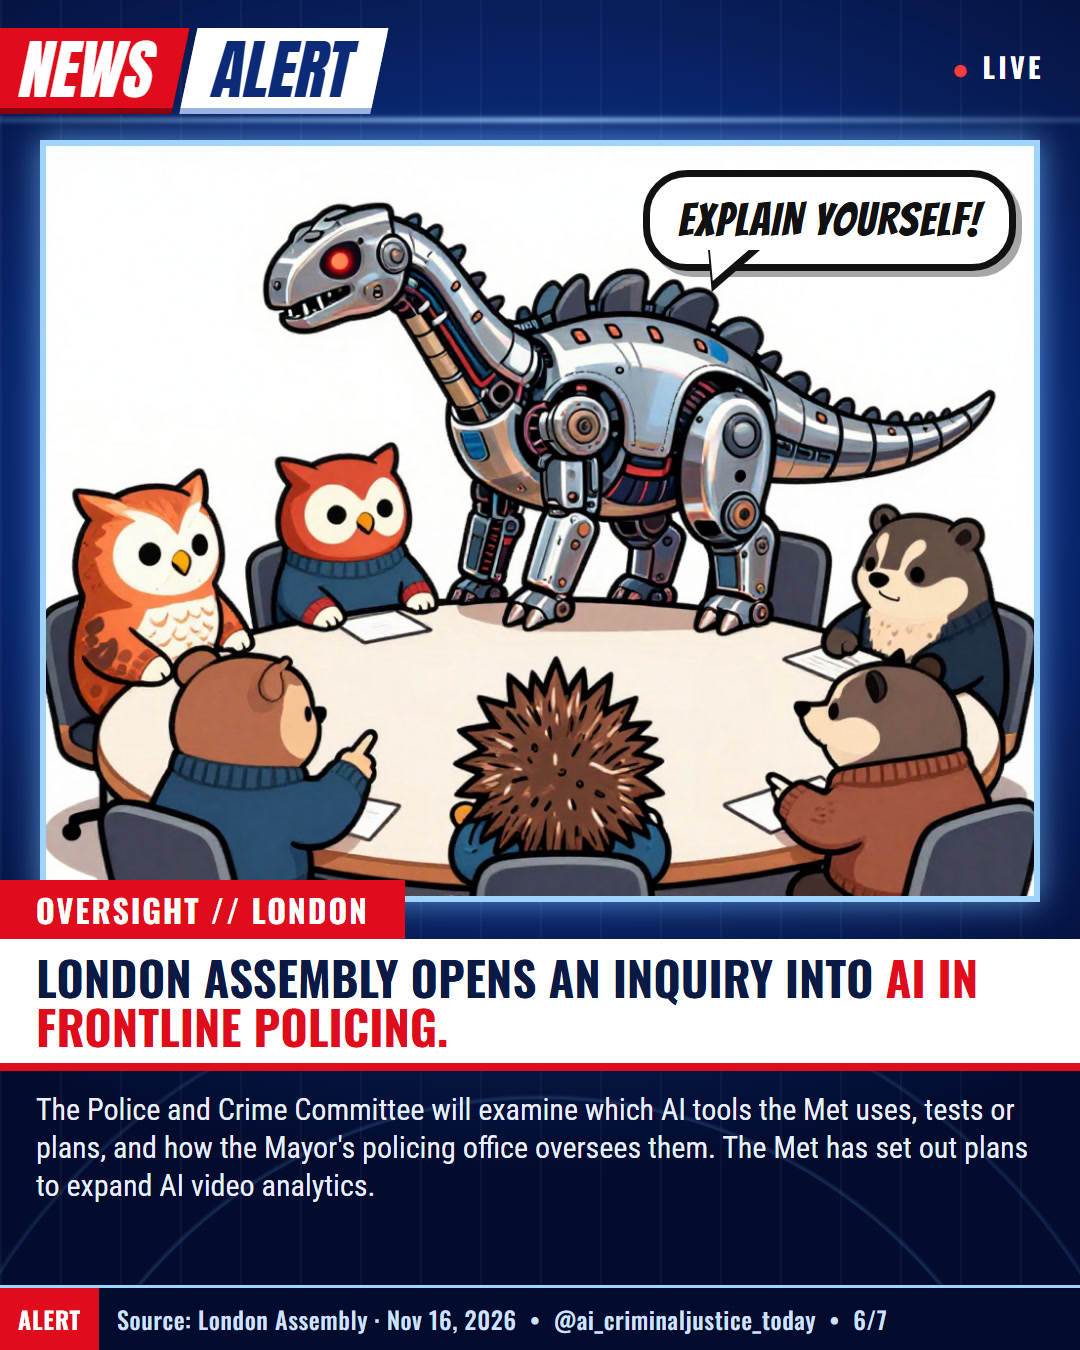 NEWS ALERT
LIVE
EXPLAIN YOURSELF!
OVERSIGHT // LONDON
LONDON ASSEMBLY OPENS AN INQUIRY INTO AI IN
FRONTLINE POLICING.
The Police and Crime Committee will examine which AI tools the Met uses, tests or
plans, and how the Mayor's policing office oversees them. The Met has set out plans
to expand AI video analytics.
ALERT Source: London Assembly · Nov 16, 2026 • @ai_criminaljustice_today • 6/7